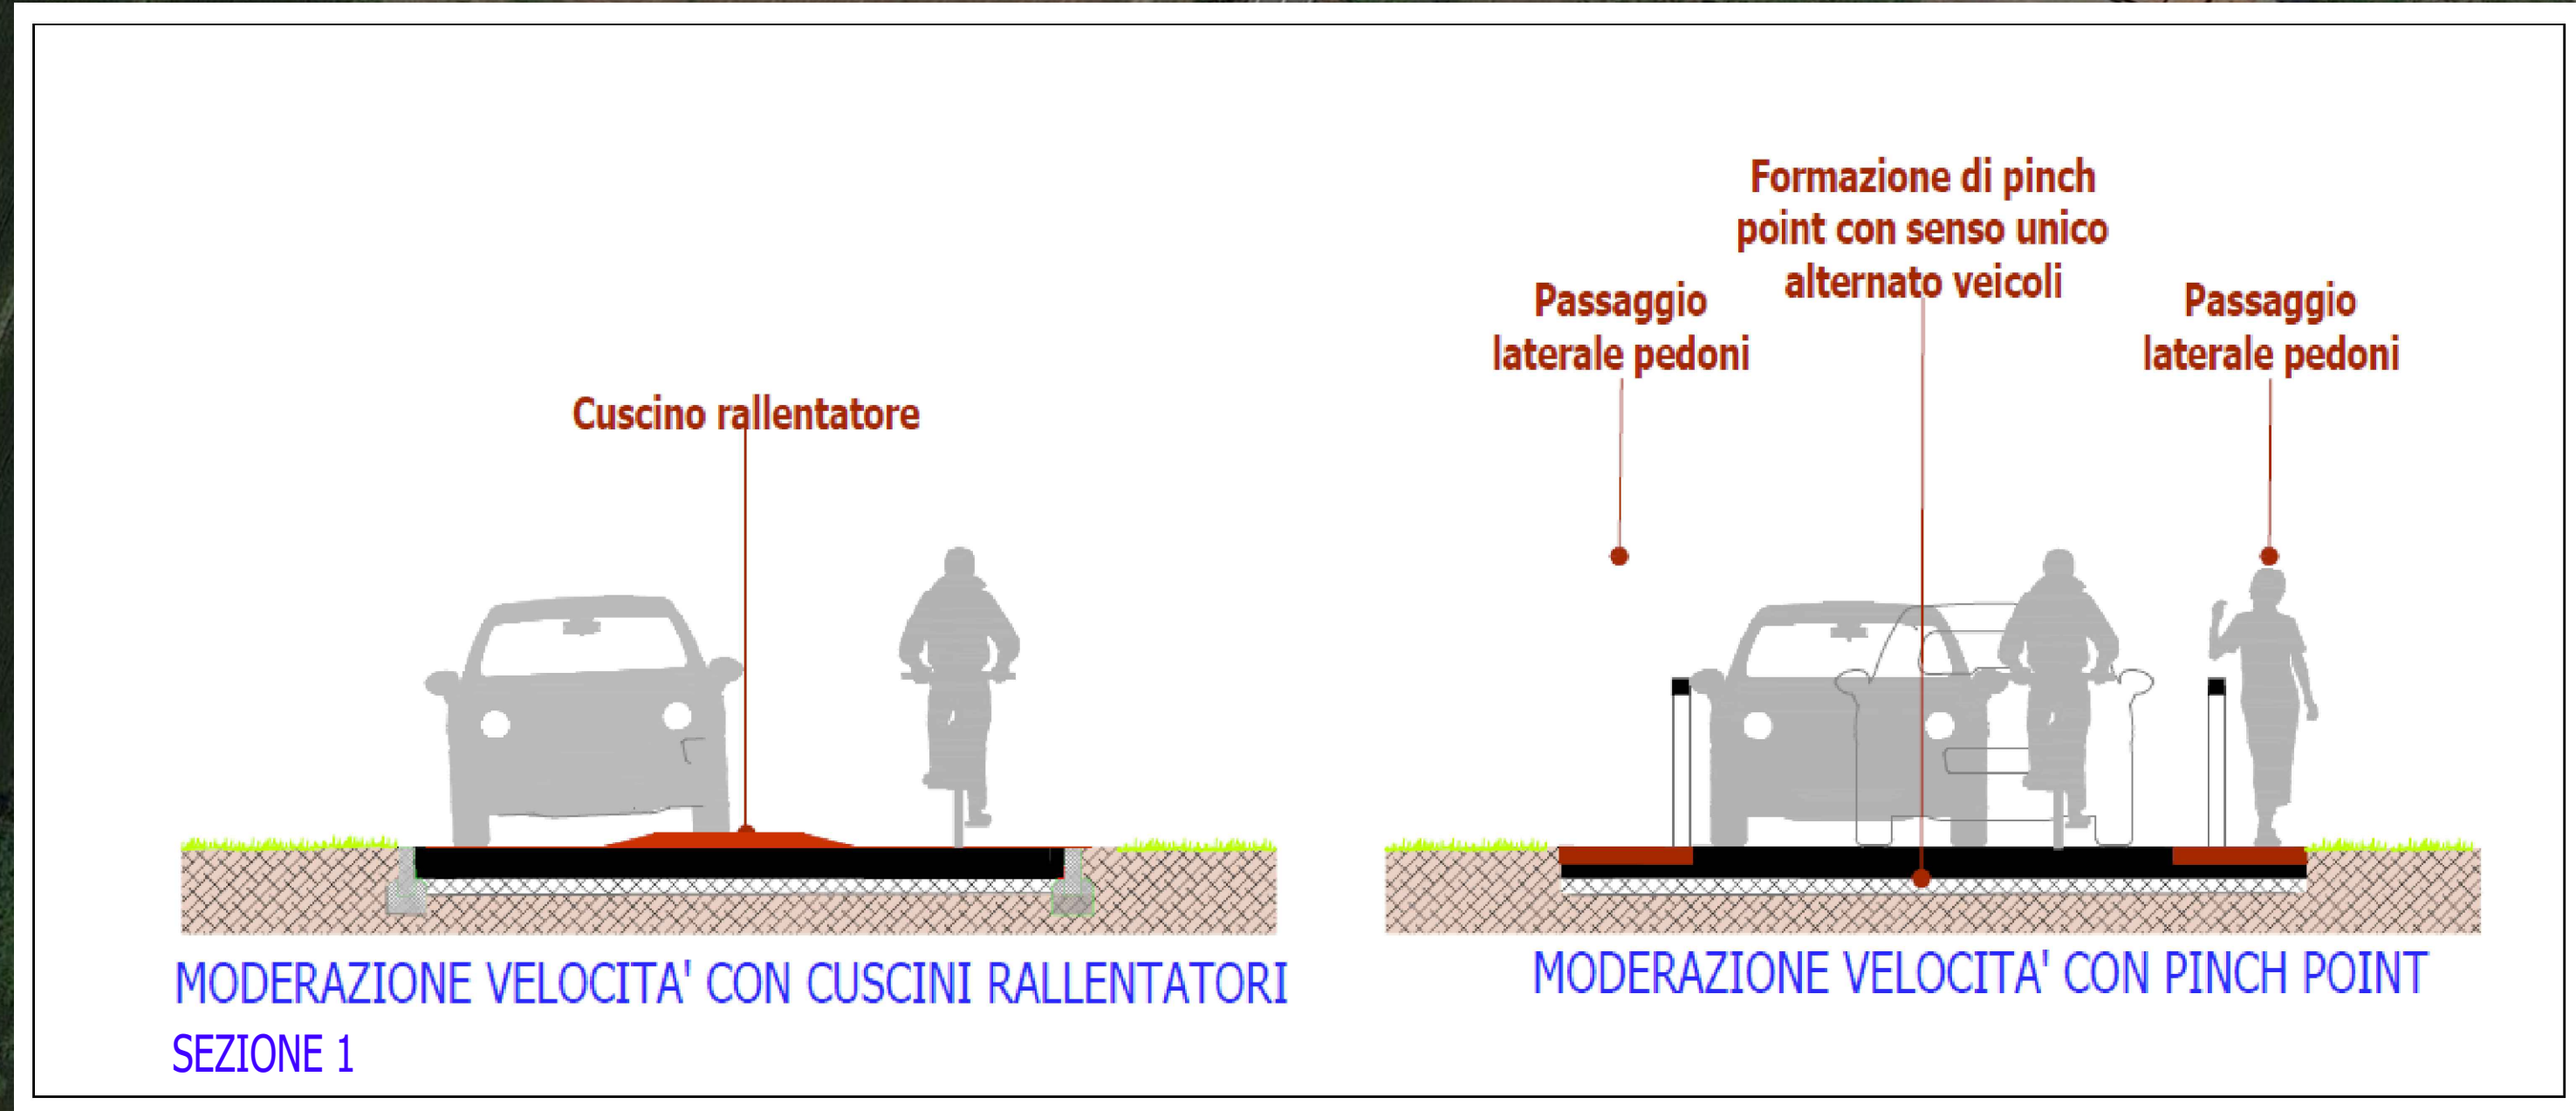 Cuscino rallentatore
MODERAZIONE VELOCITA' CON CUSCINI RALLENTATORI
SEZIONE 1
Formazione di pinch
point con senso unico
alternato veicoli
Passaggio
laterale pedoni
Passaggio
laterale pedoni
MODERAZIONE VELOCITA' CON PINCH POINT